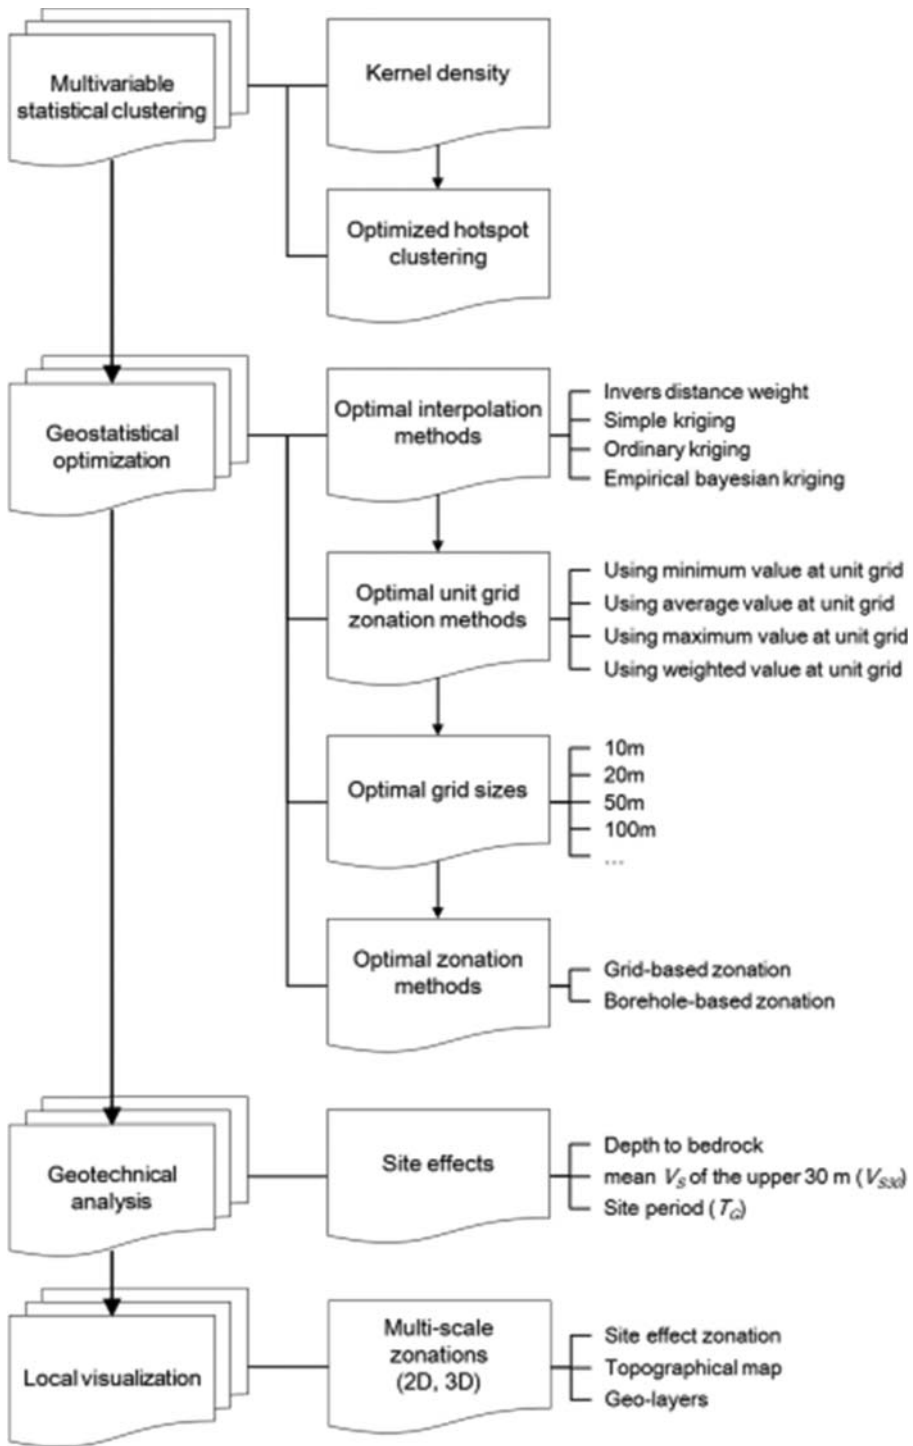 Multivariable
statistical clustering
Kernel density
Optimized hotspot
clustering
Geostatistical
optimization
Optimal interpolation
methods
Invers distance weight
Simple kriging
Ordinary kriging
Empirical bayesian kriging
Optimal unit grid
zonation methods
Using minimum value at unit grid
Using average value at unit grid
Using maximum value at unit grid
Using weighted value at unit grid
Optimal grid sizes
10m
20m
50m
100m
...
Optimal zonation
methods
Grid-based zonation
Borehole-based zonation
Geotechnical
analysis
Site effects
Depth to bedrock
mean VS of the upper 30 m (VS30)
Site period (TG)
Local visualization
Multi-scale
zonations
(2D, 3D)
Site effect zonation
Topographical map
Geo-layers